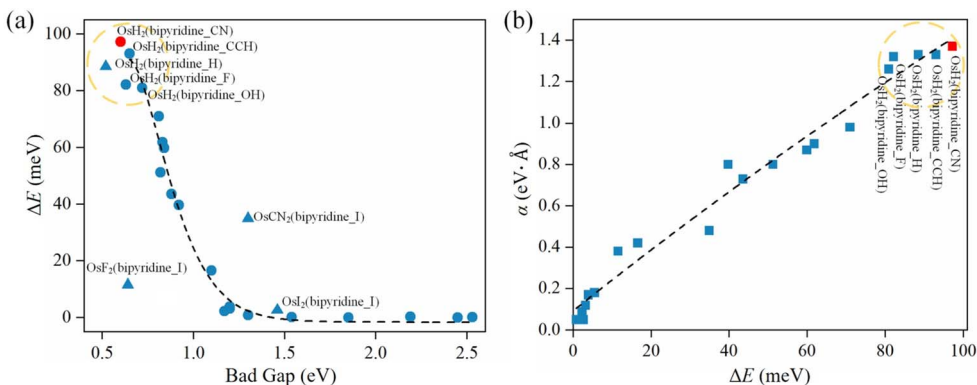 (a)
100
80
60
40
20
0
ΔE (meV)
OsH₂(bipyridine_CN)
OsH₂(bipyridine_CCH)
OsH₂(bipyridine_H)
OsH₂(bipyridine_F)
OsH₂(bipyridine_OH)
OsCN₂(bipyridine_I)
OsF₂(bipyridine_I)
OsI₂(bipyridine_I)
0.5 1.0 1.5 2.0 2.5
Bad Gap (eV)
(b)
1.4
1.2
1.0
0.8
0.6
0.4
0.2
0.0
α (eV·Å)
OsH₂(bipyridine_OH)
OsH₂(bipyridine_F)
OsH₂(bipyridine_H)
OsH₂(bipyridine_CCH)
OsH₂(bipyridine_CN)
0 20 40 60 80 100
ΔE (meV)